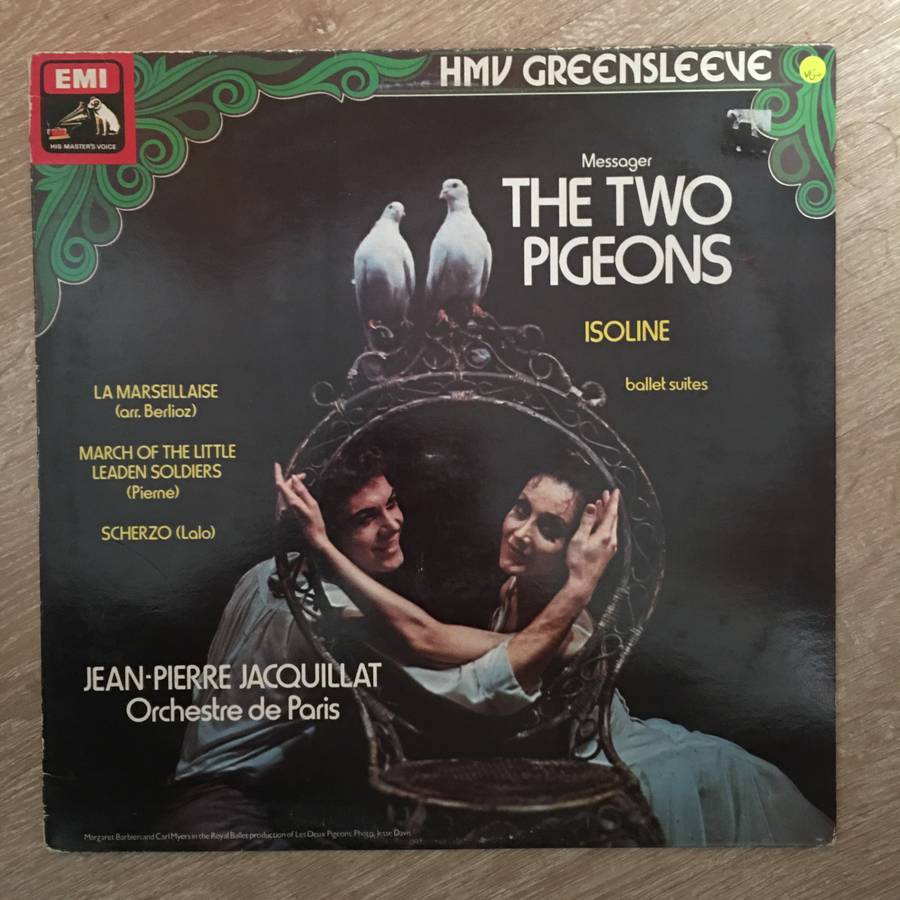 EMI
HIS MASTER'S VOICE
HMV GREENSLEEVE
Messager
THE TWO
PIGEONS
ISOLINE
ballet suites
LA MARSEILLAISE
(arr. Berlioz)
MARCH OF THE LITTLE
LEADEN SOLDIERS
(Pierne)
SCHERZO (Lalo)
JEAN-PIERRE JACQUILLAT
Orchestre de Paris
Margaret Barbieri and Carl Myers in the Royal Ballet production of Les Deux Pigeons, Photo, Jesse Davis